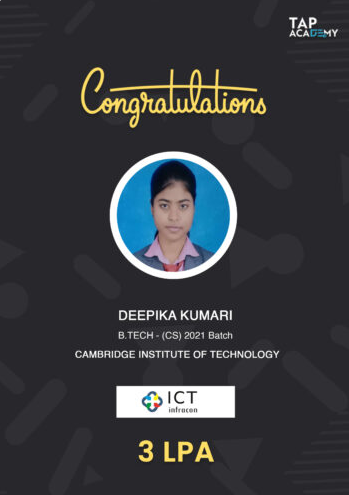 TAP
ACADEMY
Congratulations
DEEPIKA KUMARI
B.TECH - (CS) 2021 Batch
CAMBRIDGE INSTITUTE OF TECHNOLOGY
ICT
infracon
3 LPA